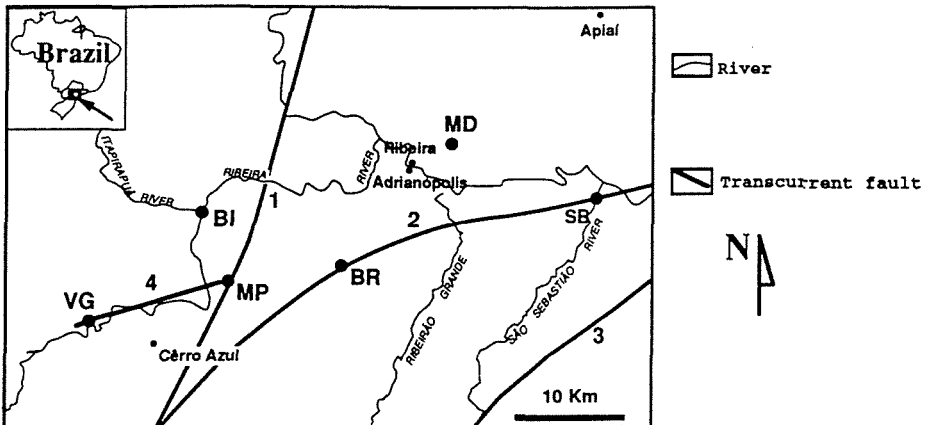 Brazil
Apiaí
River
MD
Ribeira
Adrianópolis
ITAPIRAPUÃ
RIVER
RIBEIRA
RIVER
Transcurrent fault
1
BI
2
SB
N
4
MP
BR
VG
RIBEIRÃO GRANDE
SÃO SEBASTIÃO RIVER
3
Cêrro Azul
10 Km